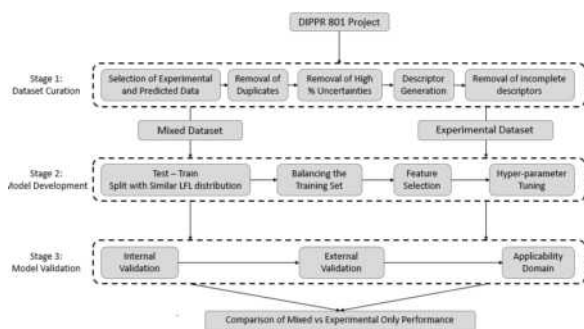 DIPPR 801 Project
Stage 1:
Dataset Curation
Selection of Experimental
and Predicted Data
Removal of
Duplicates
Removal of High
% Uncertainties
Descriptor
Generation
Removal of incomplete
descriptors
Mixed Dataset
Experimental Dataset
Stage 2:
Model Development
Test – Train
Split with Similar LFL distribution
Balancing the
Training Set
Feature
Selection
Hyper-parameter
Tuning
Stage 3:
Model Validation
Internal
Validation
External
Validation
Applicability
Domain
Comparison of Mixed vs Experimental Only Performance